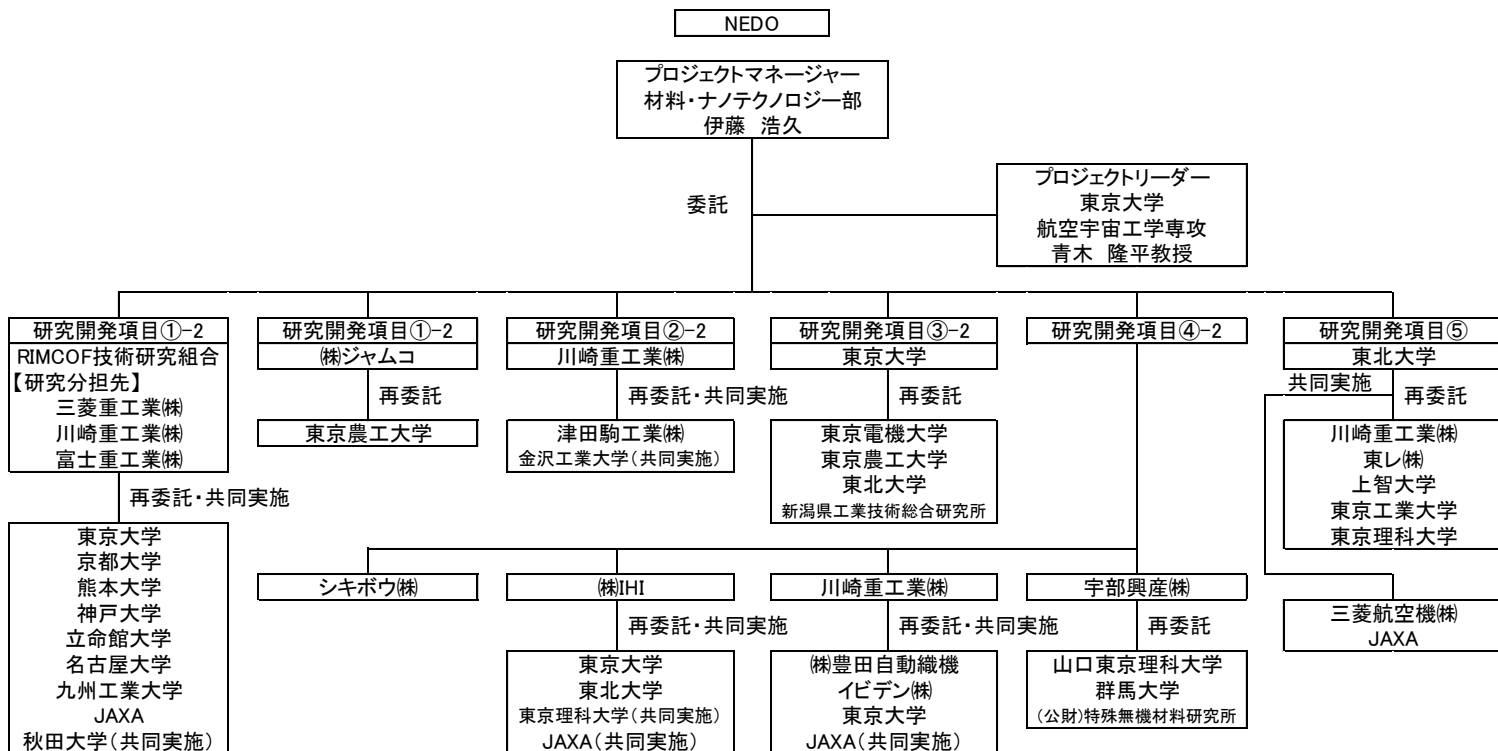 NEDO
プロジェクトマネージャー
材料・ナノテクノロジー部
伊藤　浩久
委託
プロジェクトリーダー
東京大学
航空宇宙工学専攻
青木　隆平教授
研究開発項目①-2
RIMCOF技術研究組合
【研究分担先】
三菱重工業㈱
川崎重工業㈱
富士重工業㈱
再委託・共同実施
東京大学
京都大学
熊本大学
神戸大学
立命館大学
名古屋大学
九州工業大学
JAXA
秋田大学（共同実施）
研究開発項目①-2
㈱ジャムコ
再委託
東京農工大学
研究開発項目②-2
川崎重工業㈱
再委託・共同実施
津田駒工業㈱
金沢工業大学（共同実施）
研究開発項目③-2
東京大学
再委託
東京電機大学
東京農工大学
東北大学
新潟県工業技術総合研究所
研究開発項目④-2
シキボウ㈱
㈱IHI
再委託・共同実施
東京大学
東北大学
東京理科大学（共同実施）
JAXA（共同実施）
川崎重工業㈱
再委託・共同実施
㈱豊田自動織機
イビデン㈱
東京大学
JAXA（共同実施）
宇部興産㈱
再委託
山口東京理科大学
群馬大学
（公財）特殊無機材料研究所
研究開発項目⑤
東北大学
共同実施
再委託
川崎重工業㈱
東レ㈱
上智大学
東京工業大学
東京理科大学
三菱航空機㈱
JAXA